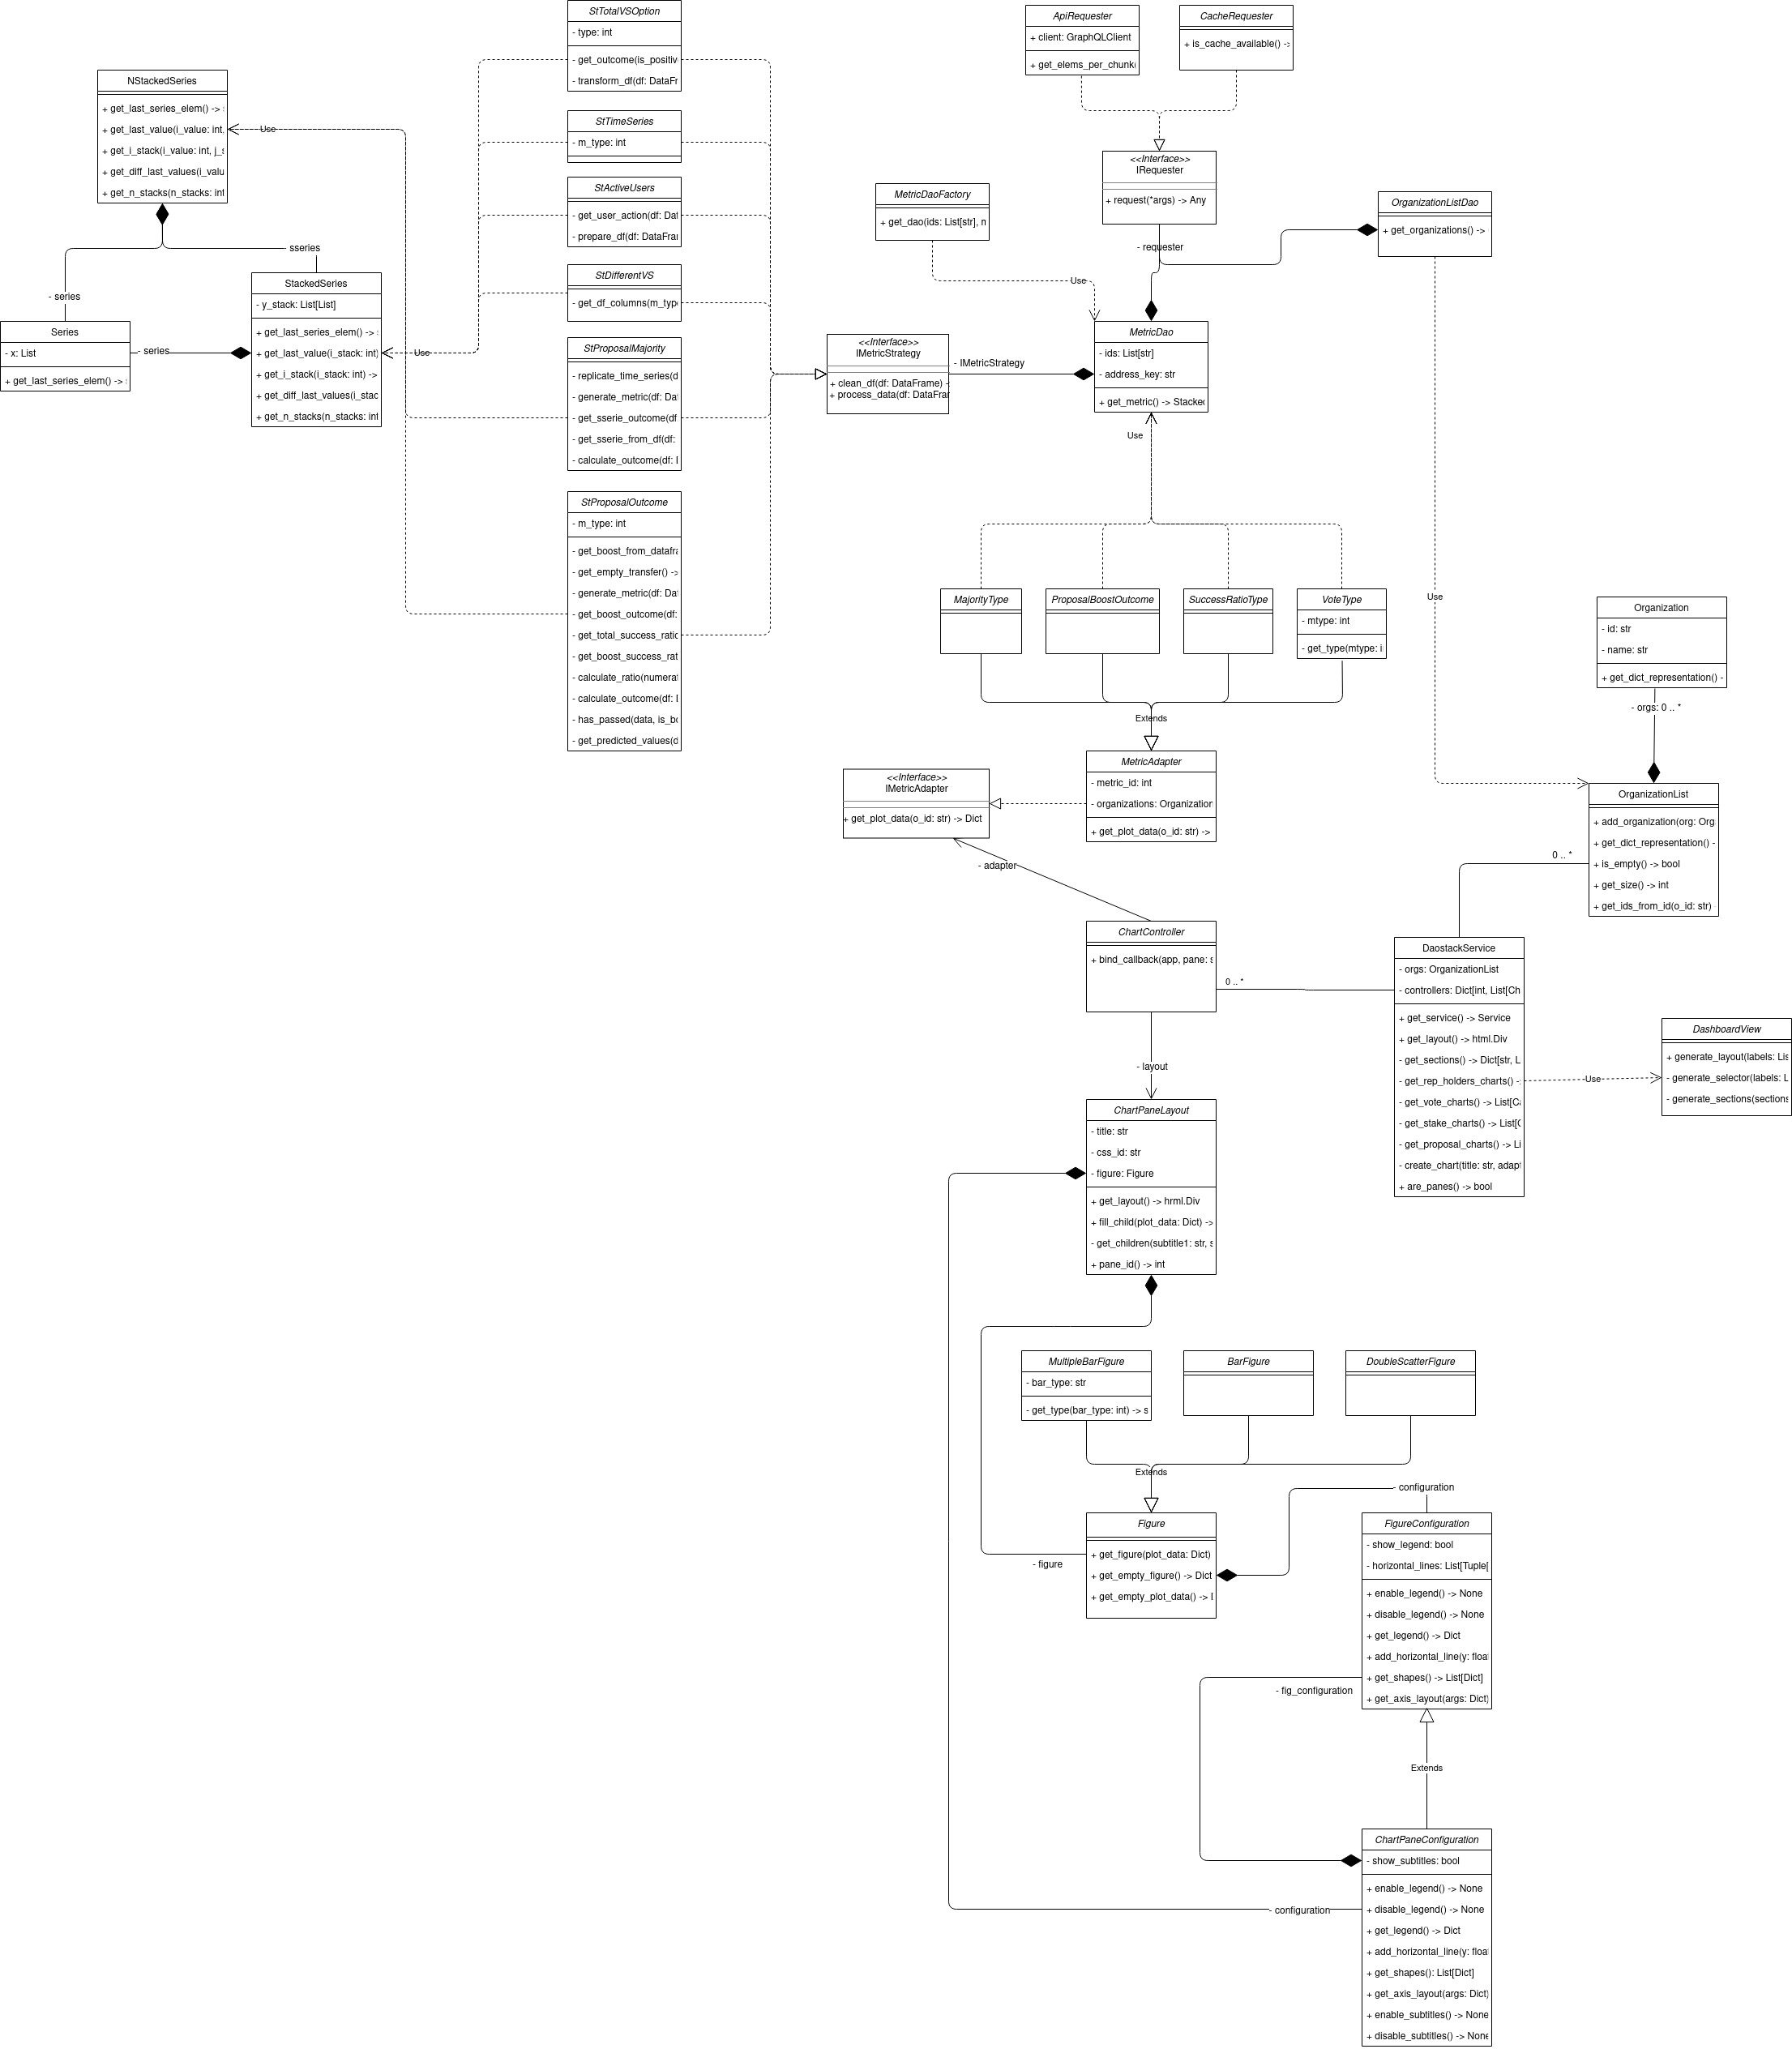 StTotalVSOption
- type: int
- get_outcome(is_positiv
- transform_df(df: DataFr
ApiRequester
+ client: GraphQLClient
+ get_elems_per_chunk(
CacheRequester
+ is_cache_available() -
NStackedSeries
+ get_last_series_elem() ->
+ get_last_value(i_value: int,
+ get_i_stack(i_value: int, j_s
+ get_diff_last_values(i_valu
+ get_n_stacks(n_stacks: int
Use
StTimeSeries
- m_type: int
<<Interface>>
IRequester
+ request(*args) -> Any
StActiveUsers
- get_user_action(df: Dat
- prepare_df(df: DataFrai
MetricDaoFactory
+ get_dao(ids: List[str], n
OrganizationListDao
+ get_organizations() ->
- requester
sseries
- series
StackedSeries
- y_stack: List[List]
+ get_last_series_elem() ->
+ get_last_value(i_stack: int)
+ get_i_stack(i_stack: int) ->
+ get_diff_last_values(i_stac
+ get_n_stacks(n_stacks: int
Series
- x: List
+ get_last_series_elem() ->
- series
Use
StDifferentVS
- get_df_columns(m_typ
Use
StProposalMajority
- replicate_time_series(d
- generate_metric(df: Da
- get_sserie_outcome(df
- get_sserie_from_df(df:
- calculate_outcome(df:
<<Interface>>
IMetricStrategy
+ clean_df(df: DataFrame) -
+ process_data(df: DataFrar
- IMetricStrategy
MetricDao
- ids: List[str]
- address_key: str
+ get_metric() -> Stacke
Use
StProposalOutcome
- m_type: int
- get_boost_from_datafra
- get_empty_transfer() ->
- generate_metric(df: Da
- get_boost_outcome(df:
- get_total_success_ratio
- get_boost_success_rat
- calculate_ratio(numera
- calculate_outcome(df:
- has_passed(data, is_b
- get_predicted_values(d
MajorityType
ProposalBoostOutcome
SuccessRatioType
VoteType
- mtype: int
- get_type(mtype: i
Use
Organization
- id: str
- name: str
+ get_dict_representation() -
- orgs: 0 .. *
Extends
MetricAdapter
- metric_id: int
- organizations: Organization
+ get_plot_data(o_id: str) ->
<<Interface>>
IMetricAdapter
+ get_plot_data(o_id: str) -> Dict
- adapter
OrganizationList
+ add_organization(org: Org
+ get_dict_representation() -
+ is_empty() -> bool
+ get_size() -> int
+ get_ids_from_id(o_id: str)
0 .. *
ChartController
+ bind_callback(app, pane: s
0 .. *
DaostackService
- orgs: OrganizationList
- controllers: Dict[int, List[Ch
+ get_service() -> Service
+ get_layout() -> html.Div
- get_sections() -> Dict[str, L
- get_rep_holders_charts() -
- get_vote_charts() -> List[C
- get_stake_charts() -> List[
- get_proposal_charts() -> Li
- create_chart(title: str, adap
+ are_panes() -> bool
Use
DashboardView
+ generate_layout(labels: Lis
- generate_selector(labels: L
- generate_sections(sections
- layout
ChartPaneLayout
- title: str
- css_id: str
- figure: Figure
+ get_layout() -> hrml.Div
+ fill_child(plot_data: Dict) ->
- get_children(subtitle1: str, s
+ pane_id() -> int
MultipleBarFigure
- bar_type: str
- get_type(bar_type: int) -> s
BarFigure
DoubleScatterFigure
Extends
- configuration
Figure
+ get_figure(plot_data: Dict)
+ get_empty_figure() -> Dict
+ get_empty_plot_data() ->
- figure
FigureConfiguration
- show_legend: bool
- horizontal_lines: List[Tuple[
+ enable_legend() -> None
+ disable_legend() -> None
+ get_legend() -> Dict
+ add_horizontal_line(y: floa
+ get_shapes() -> List[Dict]
+ get_axis_layout(args: Dict)
- fig_configuration
Extends
ChartPaneConfiguration
- show_subtitles: bool
+ enable_legend() -> None
+ disable_legend() -> None
+ get_legend() -> Dict
+ add_horizontal_line(y: floa
+ get_shapes(): List[Dict]
+ get_axis_layout(args: Dict)
+ enable_subtitles() -> None
+ disable_subtitles() -> None
- configuration